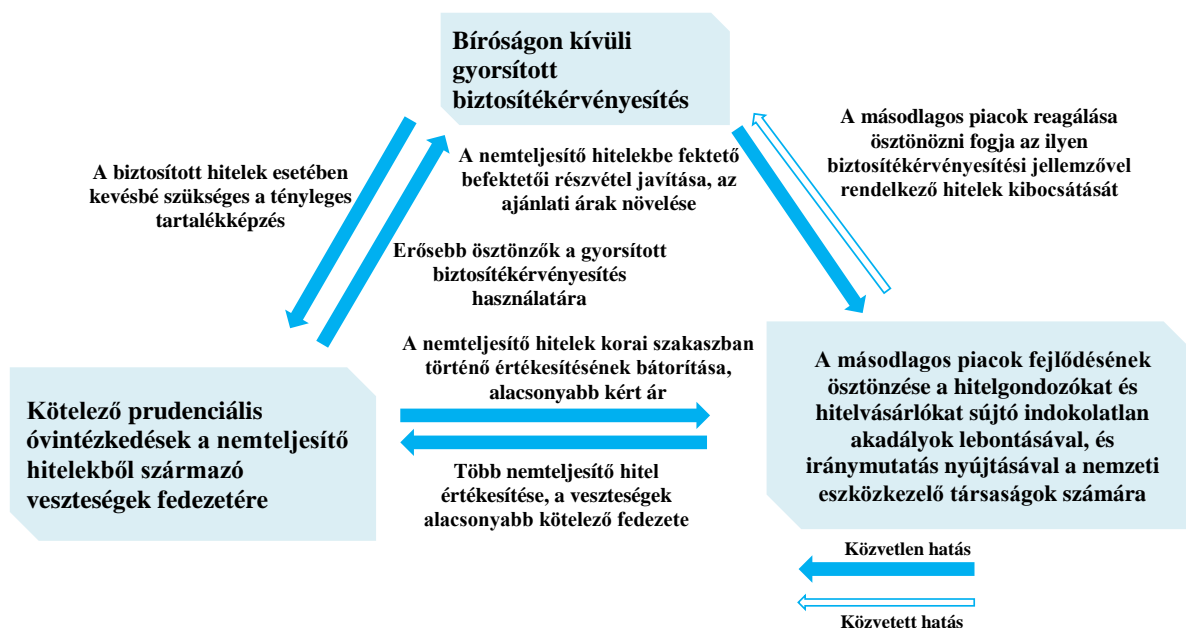 Bíróságon kívüli
gyorsított
biztosítékérvényesítés
A biztosított hitelek esetében
kevésbé szükséges a tényleges
tartalékképzés
A nemteljesítő hitelekbe fektető
befektetői részvétel javítása, az
ajánlati árak növelése
A másodlagos piacok reagálása
ösztönözni fogja az ilyen
biztosítékérvényesítési jellemzővel
rendelkező hitelek kibocsátását
Erősebb ösztönzők a gyorsított
biztosítékérvényesítés
használatára
A nemteljesítő hitelek korai szakaszban
történő értékesítésének bátorítása,
alacsonyabb kért ár
Kötelező prudenciális
óvintézkedések a nemteljesítő
hitelekből származó
veszteségek fedezetére
Több nemteljesítő hitel
értékesítése, a veszteségek
alacsonyabb kötelező fedezete
A másodlagos piacok fejlődésének
ösztönzése a hitelgondozókat és
hitelvásárlókat sújtó indokolatlan
akadályok lebontásával, és
iránymutatás nyújtásával a nemzeti
eszközkezelő társaságok számára
Közvetlen hatás
Közvetett hatás